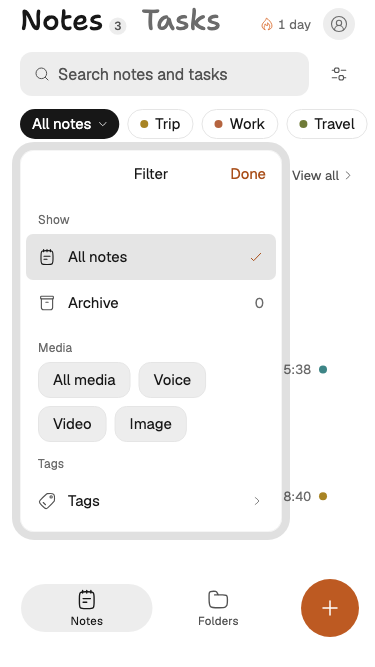 Notes 3 Tasks 1 day
Search notes and tasks
All notes Trip Work Travel
Filter Done View all
Show
All notes
Archive 0
Media
All media Voice
5:38
Video Image
Tags
Tags
8:40
Notes Folders